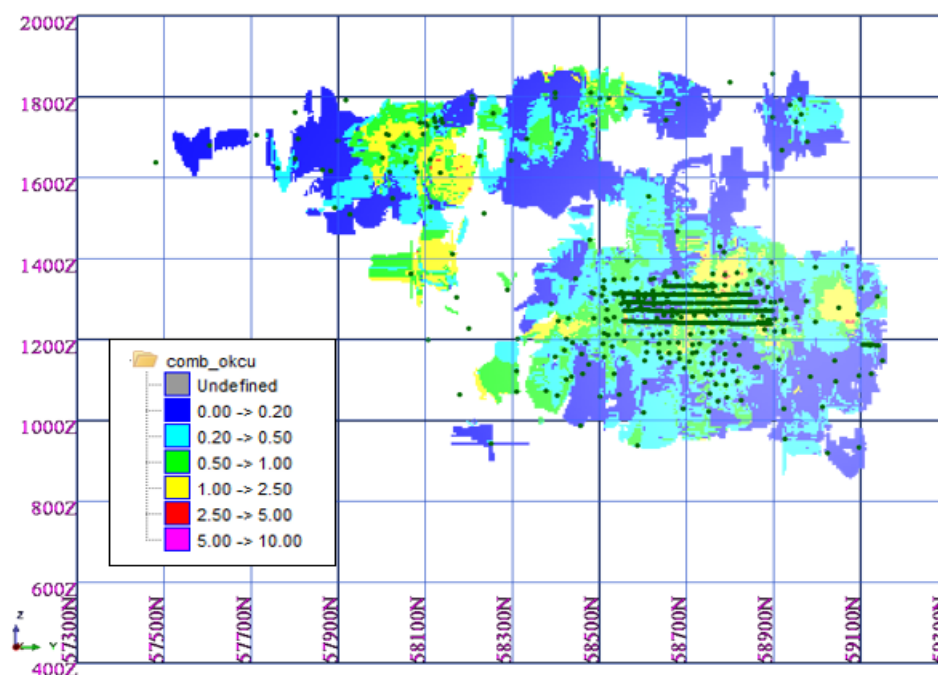 2000Z
1800Z
1600Z
1400Z
1200Z
comb_okcu
Undefined
0.00 -> 0.20
0.20 -> 0.50
0.50 -> 1.00
1.00 -> 2.50
2.50 -> 5.00
5.00 -> 10.00
1000Z
800Z
600Z
400Z
57300N
57500N
57700N
57900N
58100N
58300N
58500N
58700N
58900N
59100N
Z
Y